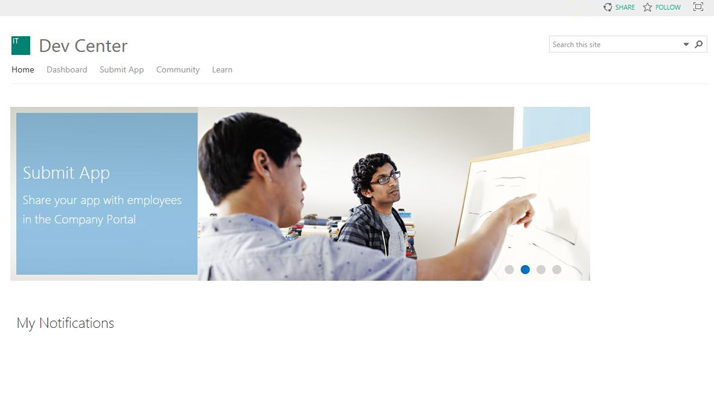 SHARE FOLLOW
IT
Dev Center
Search this site
Home Dashboard Submit App Community Learn
Submit App
Share your app with employees
in the Company Portal
My Notifications